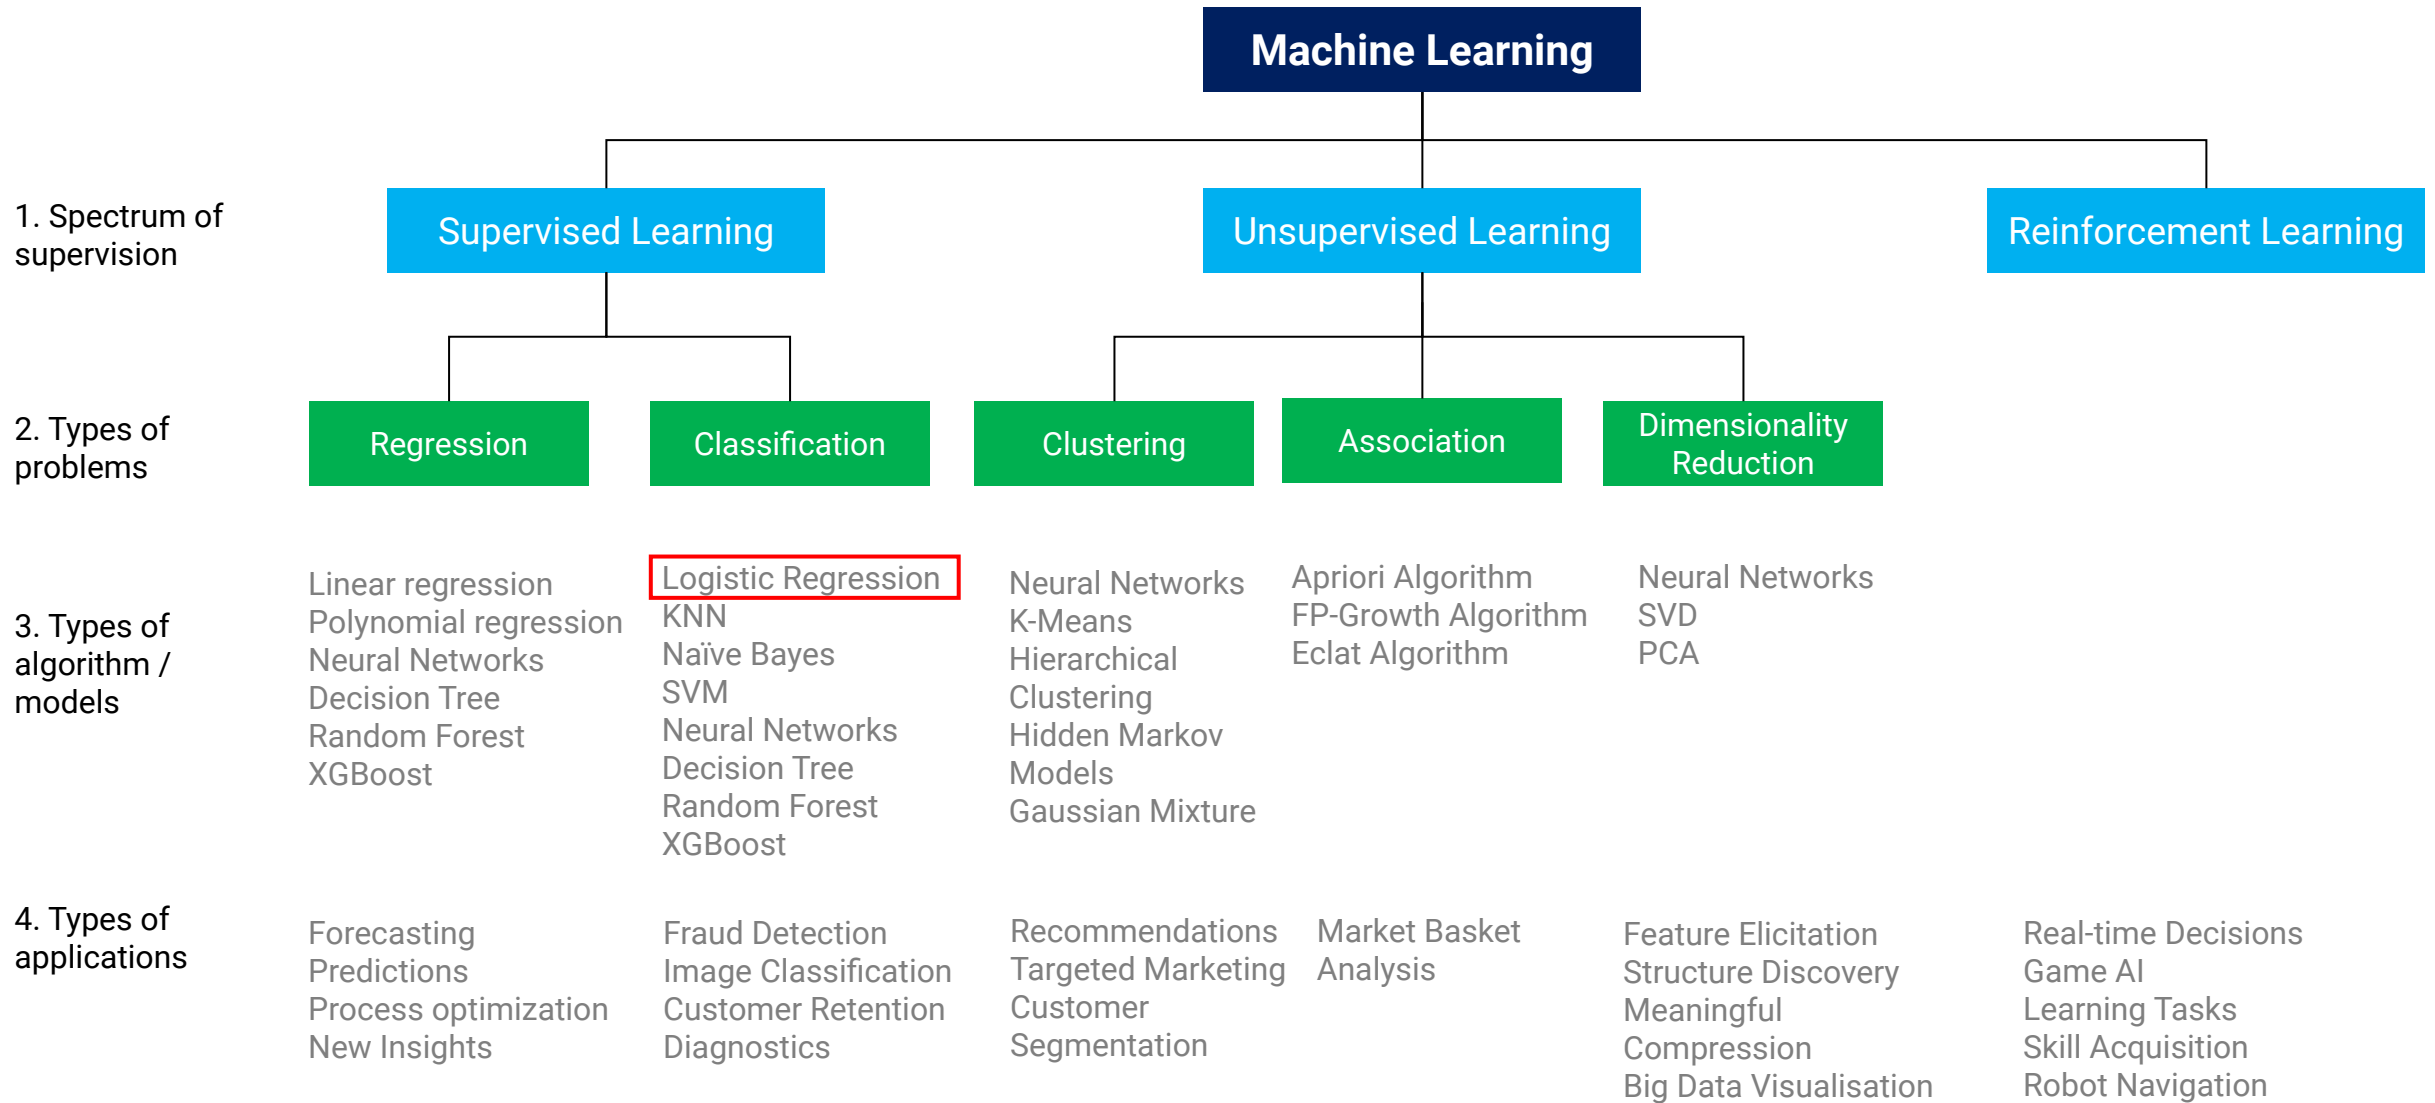 Machine Learning
1. Spectrum of
supervision
Supervised Learning
Unsupervised Learning
Reinforcement Learning
2. Types of
problems
Regression
Classification
Clustering
Association
Dimensionality
Reduction
3. Types of
algorithm /
models
Linear regression
Polynomial regression
Neural Networks
Decision Tree
Random Forest
XGBoost
Logistic Regression
KNN
Naïve Bayes
SVM
Neural Networks
Decision Tree
Random Forest
XGBoost
Neural Networks
K-Means
Hierarchical
Clustering
Hidden Markov
Models
Gaussian Mixture
Apriori Algorithm
FP-Growth Algorithm
Eclat Algorithm
Neural Networks
SVD
PCA
4. Types of
applications
Forecasting
Predictions
Process optimization
New Insights
Fraud Detection
Image Classification
Customer Retention
Diagnostics
Recommendations
Targeted Marketing
Customer
Segmentation
Market Basket
Analysis
Feature Elicitation
Structure Discovery
Meaningful
Compression
Big Data Visualisation
Real-time Decisions
Game AI
Learning Tasks
Skill Acquisition
Robot Navigation